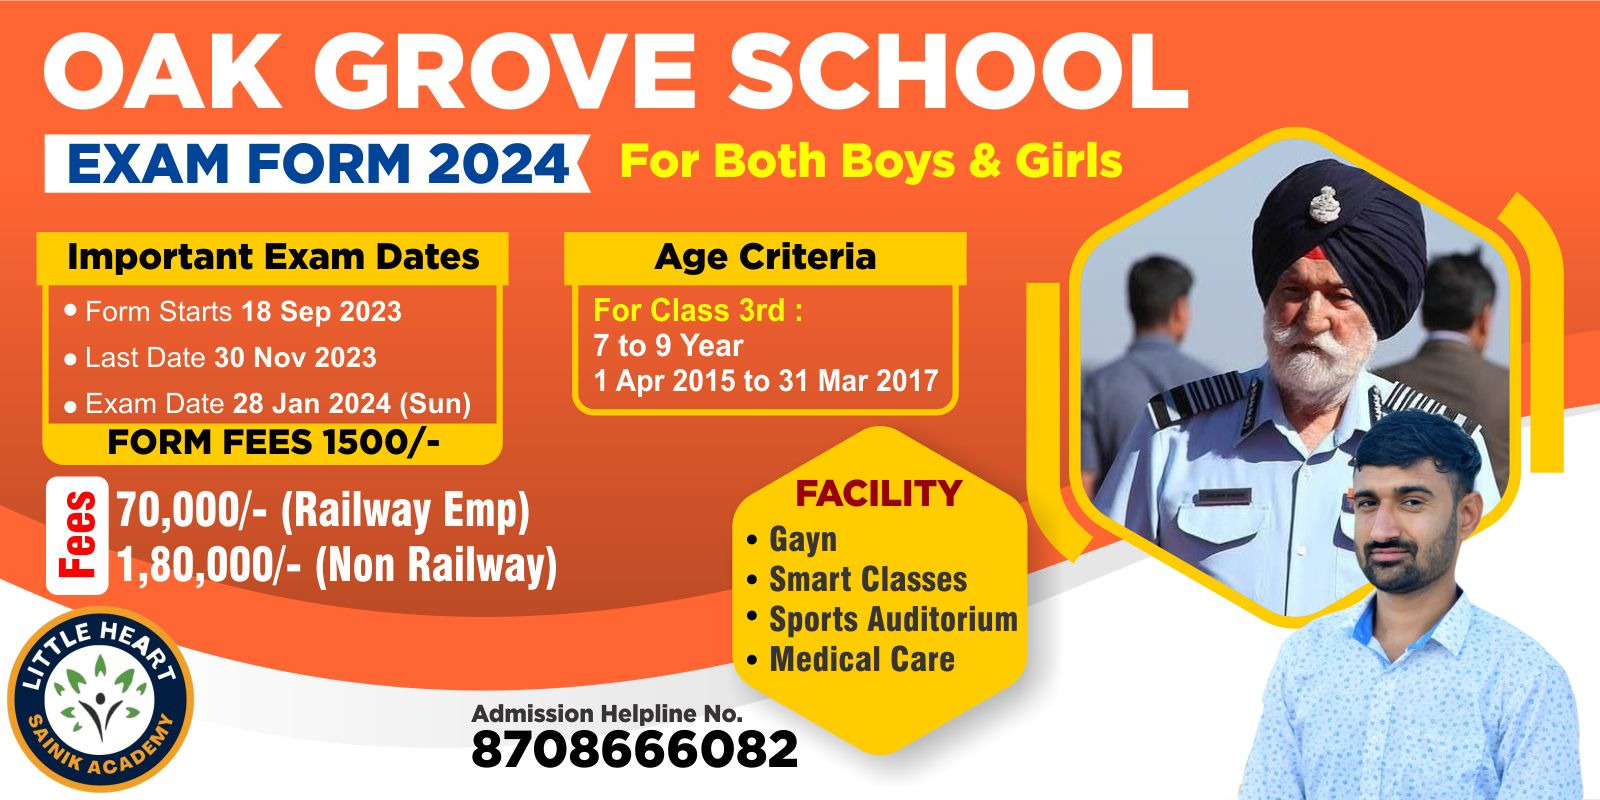 OAK GROVE SCHOOL
EXAM FORM 2024
For Both Boys & Girls
Important Exam Dates
• Form Starts 18 Sep 2023
• Last Date 30 Nov 2023
• Exam Date 28 Jan 2024 (Sun)
FORM FEES 1500/-
Age Criteria
For Class 3rd :
7 to 9 Year
1 Apr 2015 to 31 Mar 2017
Fees
70,000/- (Railway Emp)
1,80,000/- (Non Railway)
FACILITY
• Gayn
• Smart Classes
• Sports Auditorium
• Medical Care
LITTLE HEART
SAINIK ACADEMY
Admission Helpline No.
8708666082